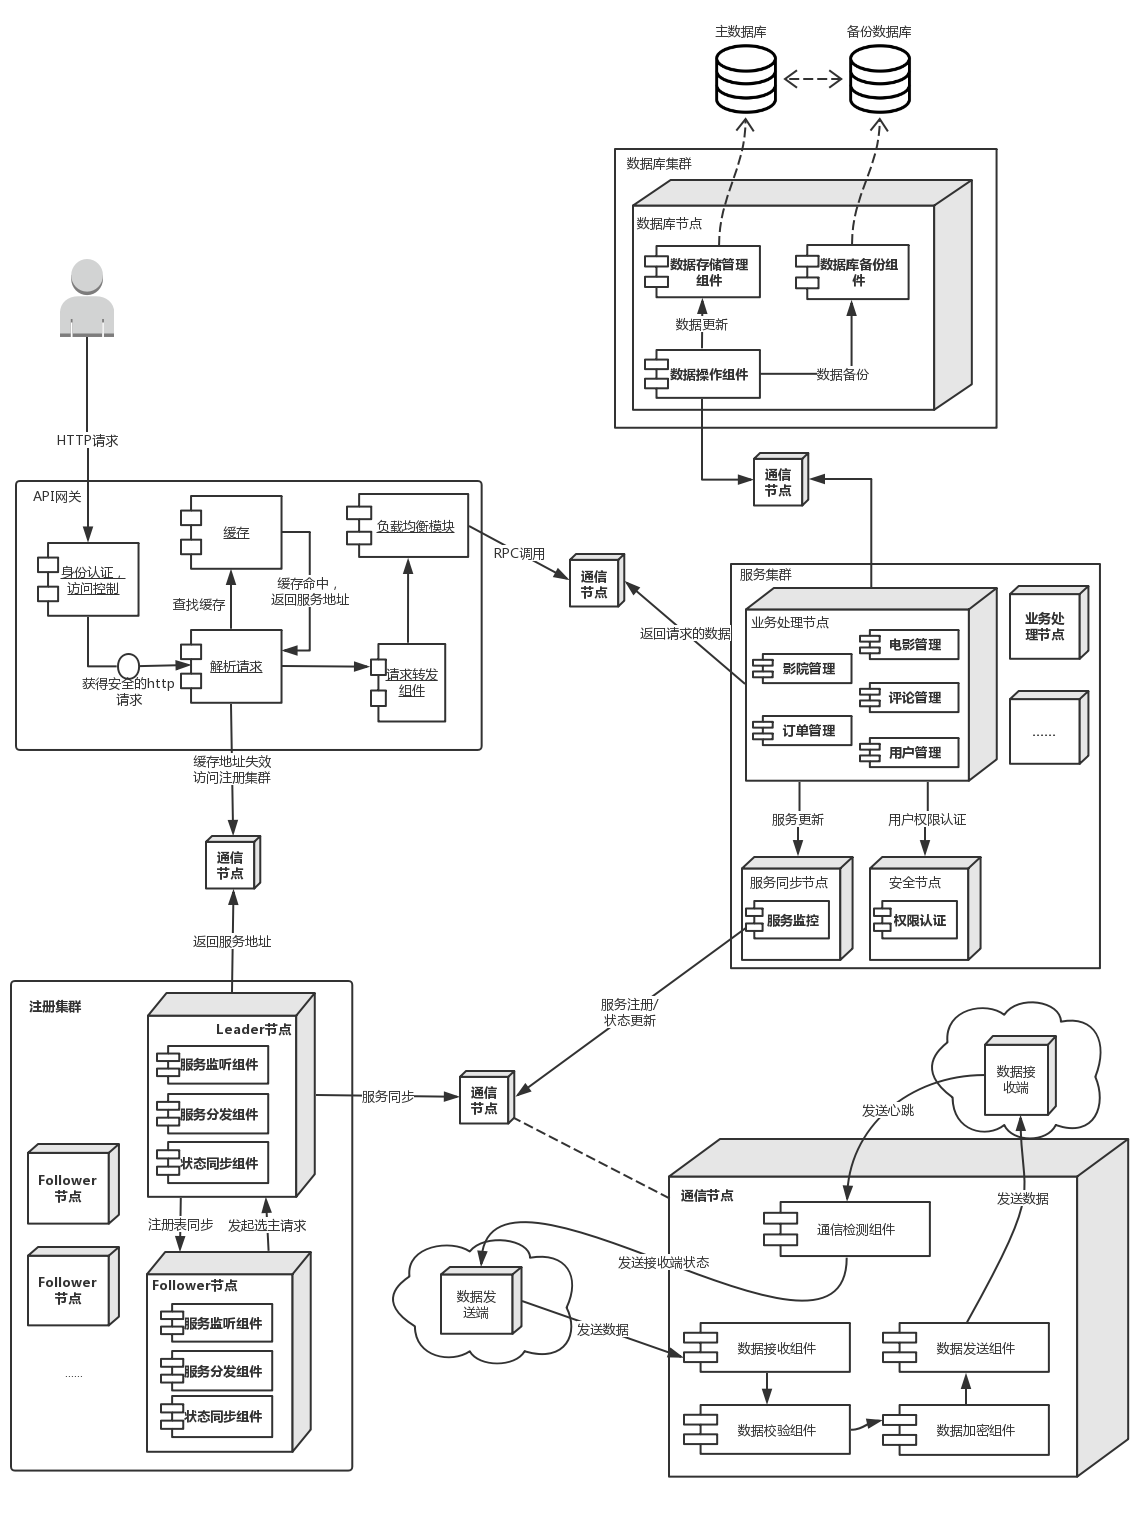 主数据库
备份数据库
数据库集群
数据库节点
数据存储管理
组件
数据库备份组
件
数据更新
数据操作组件
数据备份
HTTP请求
API网关
身份认证，
访问控制
缓存
负载均衡模块
查找缓存
缓存命中，
返回服务地址
解析请求
请求转发
组件
获得安全的http
请求
RPC调用
通信
节点
通信
节点
返回请求的数据
服务集群
业务处理节点
电影管理
影院管理
评论管理
订单管理
用户管理
业务处
理节点
......
服务更新
用户权限认证
服务同步节点
服务监控
安全节点
权限认证
缓存地址失效
访问注册集群
通信
节点
返回服务地址
注册集群
Leader节点
服务监听组件
服务分发组件
状态同步组件
Follower
节点
Follower
节点
......
注册表同步
发起选主请求
Follower节点
服务监听组件
服务分发组件
状态同步组件
服务同步
通信
节点
服务注册/
状态更新
数据接
收端
发送心跳
发送数据
通信节点
通信检测组件
发送接收端状态
数据发
送端
发送数据
数据接收组件
数据发送组件
数据校验组件
数据加密组件